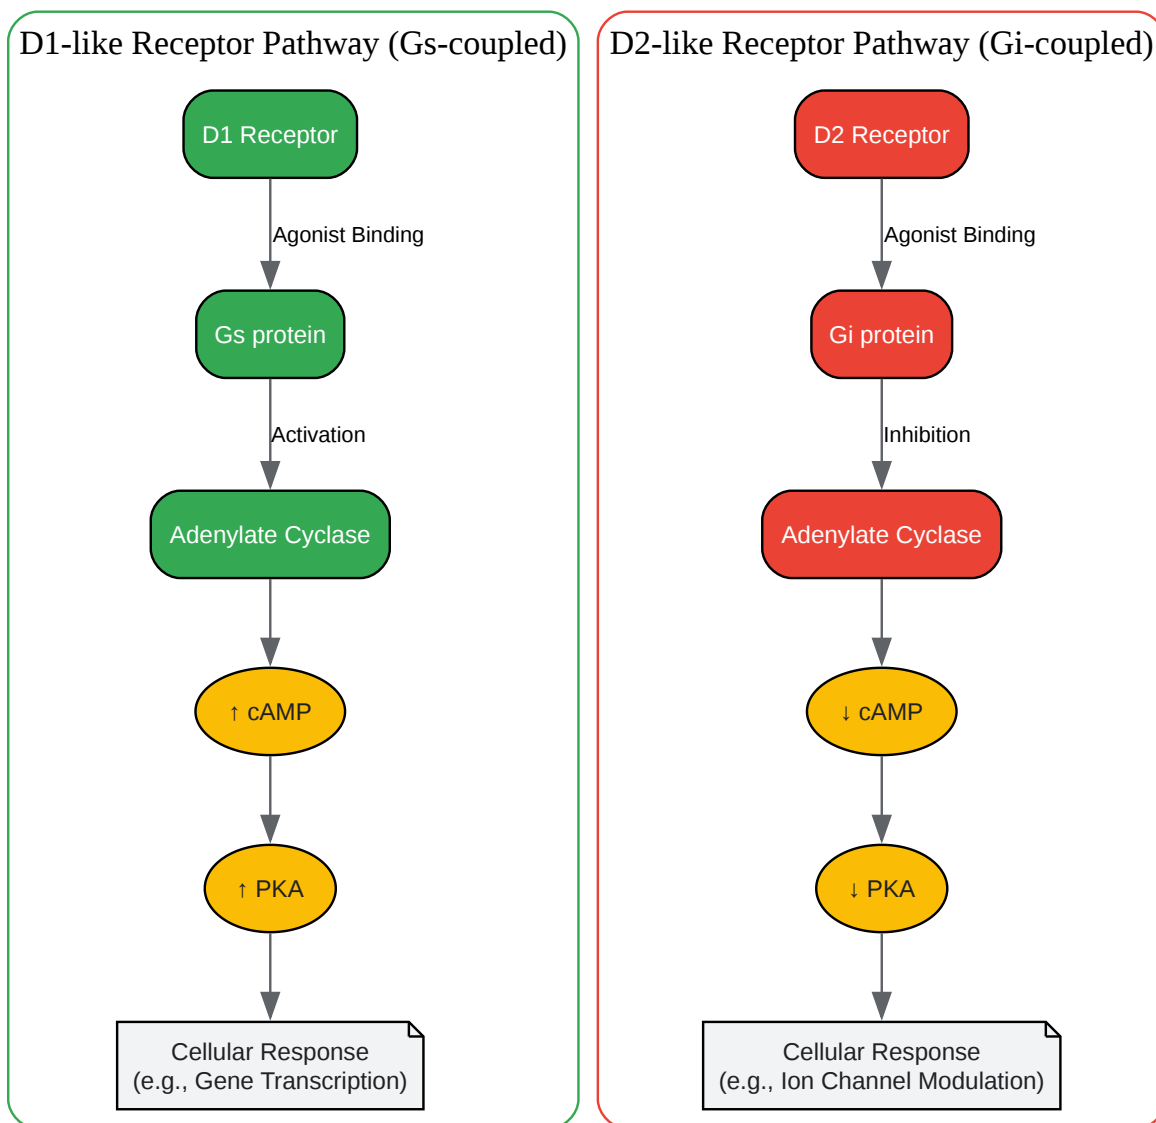 D1-like Receptor Pathway (Gs-coupled)
D1 Receptor
Agonist Binding
Gs protein
Activation
Adenylate Cyclase
↑ cAMP
↑ PKA
Cellular Response
(e.g., Gene Transcription)
D2-like Receptor Pathway (Gi-coupled)
D2 Receptor
Agonist Binding
Gi protein
Inhibition
Adenylate Cyclase
↓ cAMP
↓ PKA
Cellular Response
(e.g., Ion Channel Modulation)